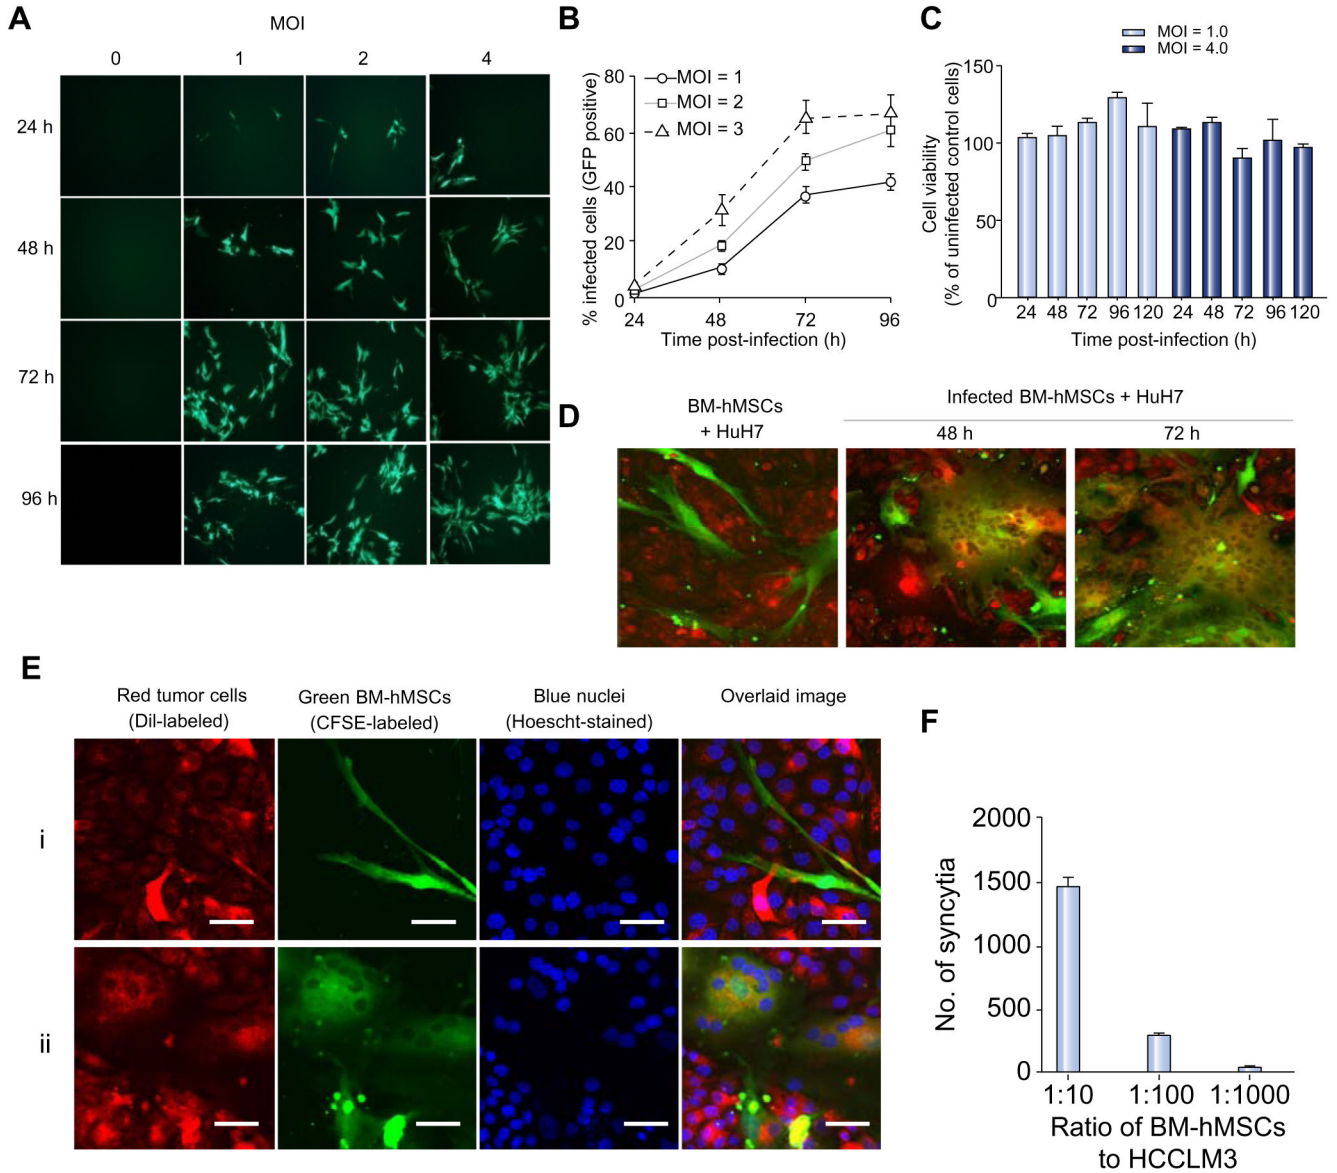 A
MOI
0 1 2 4
24 h
48 h
72 h
96 h
B
% infected cells (GFP positive)
80
60
40
20
0
MOI = 1
MOI = 2
MOI = 3
24 48 72 96
Time post-infection (h)
C
MOI = 1.0
MOI = 4.0
Cell viability
(% of uninfected control cells)
150
100
50
0
24 48 72 96 120 24 48 72 96 120
Time post-infection (h)
D
BM-hMSCs
+ HuH7
Infected BM-hMSCs + HuH7
48 h 72 h
E
Red tumor cells
(Dil-labeled)
Green BM-hMSCs
(CFSE-labeled)
Blue nuclei
(Hoescht-stained)
Overlaid image
i
ii
F
No. of syncytia
2000
1500
1000
500
0
1:10 1:100 1:1000
Ratio of BM-hMSCs
to HCCLM3